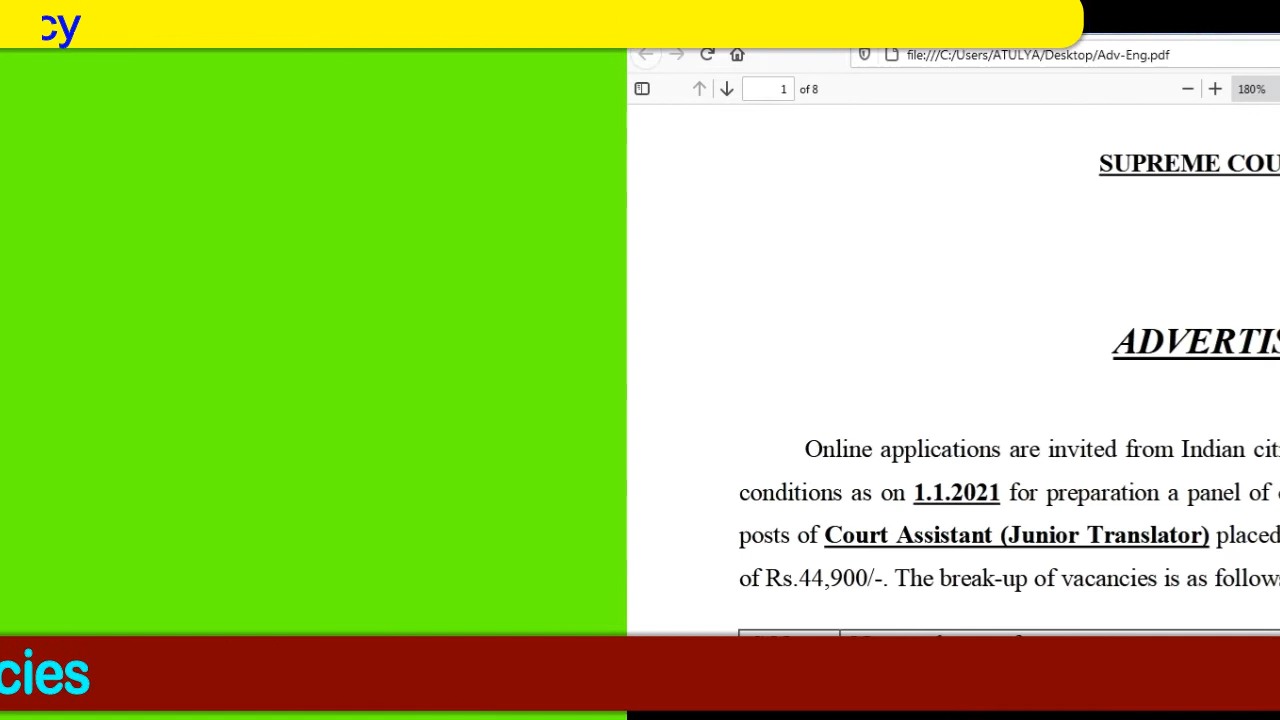 cy
file:///C:/Users/ATULYA/Desktop/Adv-Eng.pdf
1 of 8
180%
SUPREME COU
ADVERTIS
Online applications are invited from Indian citi
conditions as on 1.1.2021 for preparation a panel of
posts of Court Assistant (Junior Translator) placed
of Rs.44,900/-. The break-up of vacancies is as follows
cies